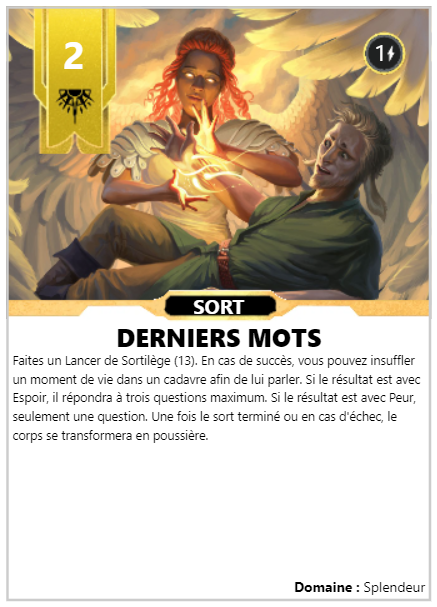 2
1
SORT
DERNIERS MOTS
Faites un Lancer de Sortilège (13). En cas de succès, vous pouvez insuffler
un moment de vie dans un cadavre afin de lui parler. Si le résultat est avec
Espoir, il répondra à trois questions maximum. Si le résultat est avec Peur,
seulement une question. Une fois le sort terminé ou en cas d'échec, le
corps se transformera en poussière.
Domaine : Splendeur